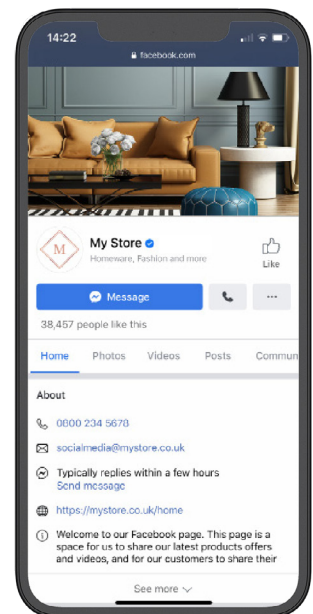 14:22
facebook.com
M
My Store
Homeware, Fashion and more
Like
Message
38,457 people like this
Home Photos Videos Posts Commun
About
0800 234 5678
socialmedia@mystore.co.uk
Typically replies within a few hours
Send message
https://mystore.co.uk/home
Welcome to our Facebook page. This page is a
space for us to share our latest products offers
and videos, and for our customers to share their
See more